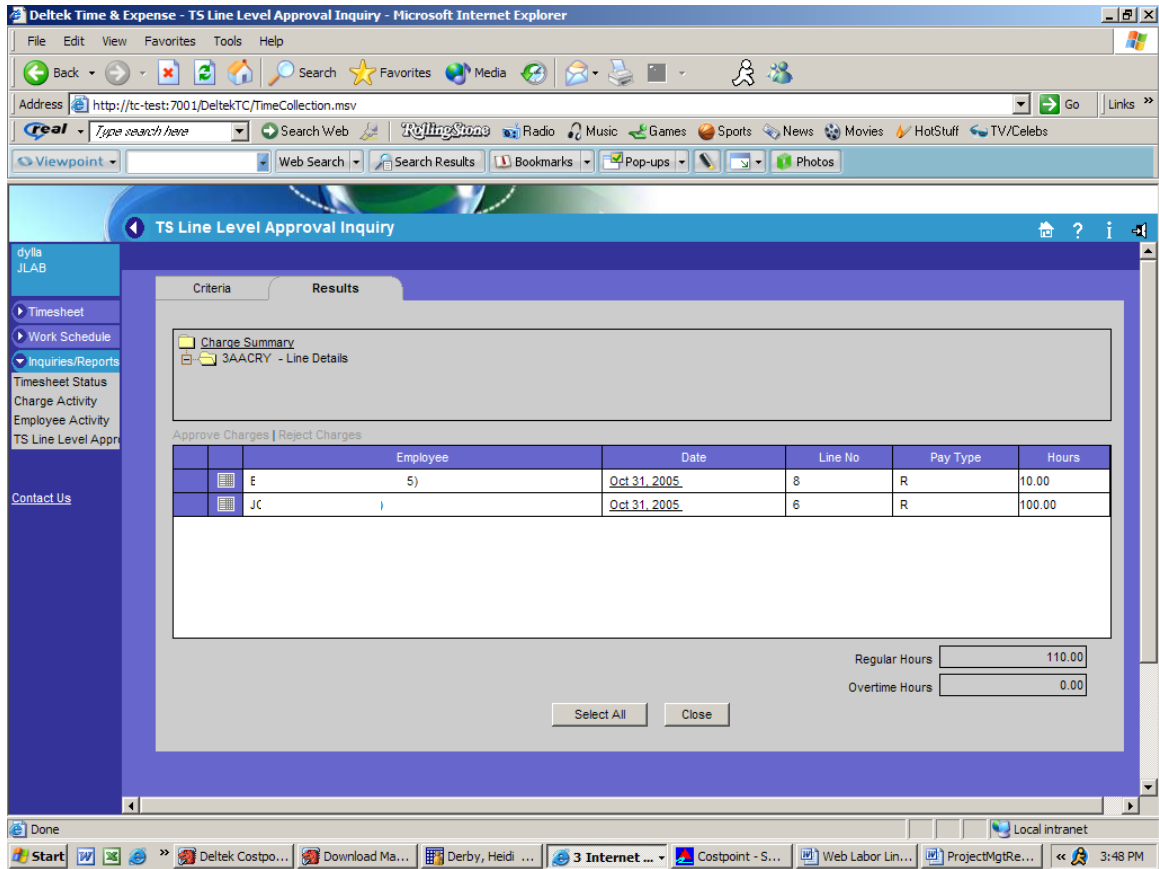 Deltek Time & Expense - TS Line Level Approval Inquiry - Microsoft Internet Explorer
File Edit View Favorites Tools Help
Back Search Favorites Media
Address http://tc-test:7001/DeltekTC/TimeCollection.msv Go Links »
real Type search here Search Web RollingStone Radio Music Games Sports News Movies HotStuff TV/Celebs
Viewpoint Web Search Search Results Bookmarks Pop-ups Photos
TS Line Level Approval Inquiry
dylla
JLAB
Criteria Results
Timesheet
Work Schedule
Inquiries/Reports
Timesheet Status
Charge Activity
Employee Activity
TS Line Level Appr
Contact Us
Charge Summary
3AACRY - Line Details
Approve Charges | Reject Charges
Employee Date Line No Pay Type Hours
5) Oct 31, 2005 8 R 10.00
) Oct 31, 2005 6 R 100.00
Regular Hours 110.00
Overtime Hours 0.00
Select All Close
Done Local intranet
Start » Deltek Costpo... Download Ma... Derby, Heidi ... 3 Internet ... Costpoint - S... Web Labor Lin... ProjectMgtRe... « 3:48 PM